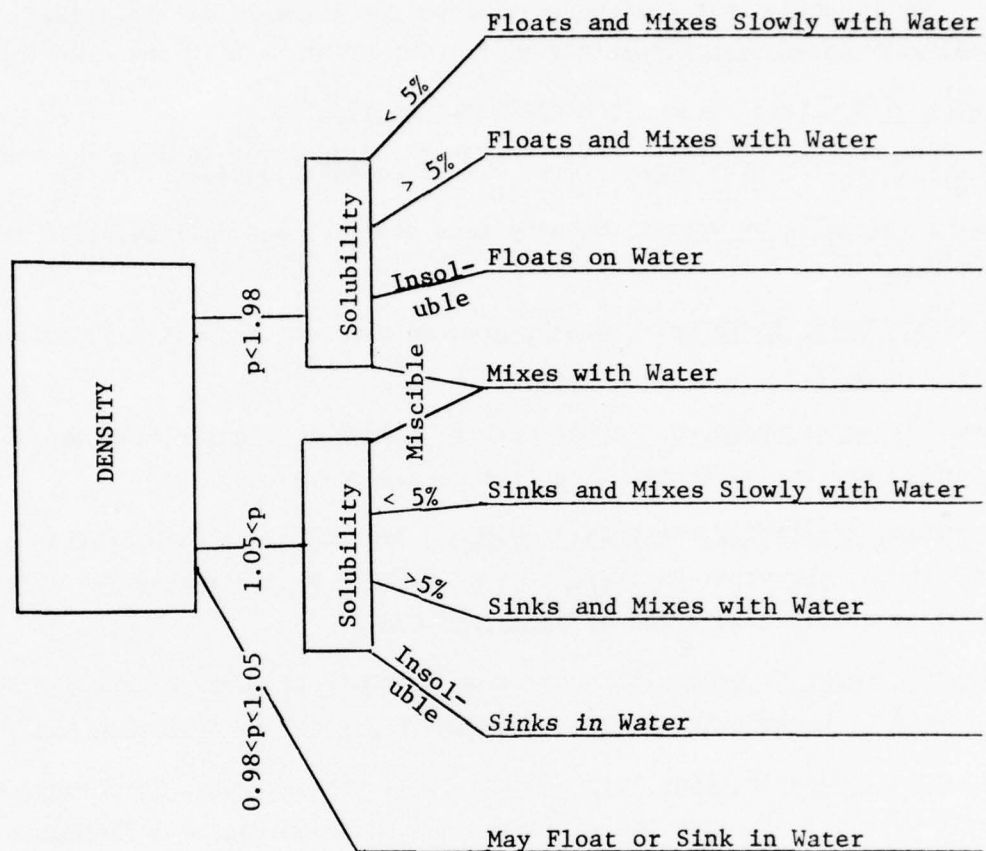 Floats and Mixes Slowly with Water
< 5%
Floats and Mixes with Water
> 5%
Solubility
Floats on Water
Insol-
uble
p<1.98
Miscible
Mixes with Water
DENSITY
Sinks and Mixes Slowly with Water
< 5%
1.05<p
Solubility
>5%
Sinks and Mixes with Water
Insol-
uble
Sinks in Water
0.98<p<1.05
May Float or Sink in Water